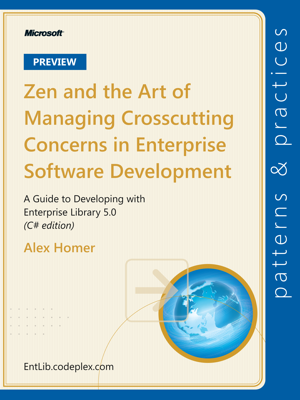 Microsoft
PREVIEW
Zen and the Art of
Managing Crosscutting
Concerns in Enterprise
Software Development
A Guide to Developing with
Enterprise Library 5.0
(C# edition)
Alex Homer
EntLib.codeplex.com
patterns & practices